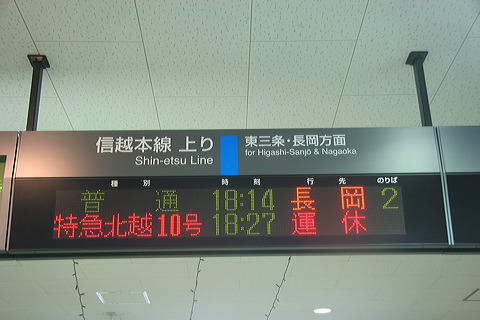 信越本線 上り
Shin-etsu Line
東三条・長岡方面
for Higashi-Sanjō & Nagaoka
種別 時刻 行先 のりば
普通 18:14 長岡 2
特急北越10号 18:27 運休